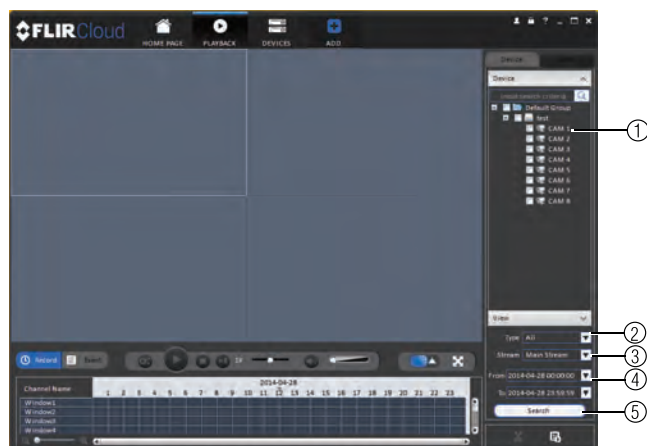 FLIR Cloud
HOME PAGE
PLAYBACK
DEVICES
ADD
?
Device
Device
Default Group
test
CAM 1
CAM 2
CAM 3
CAM 4
CAM 5
CAM 6
CAM 7
CAM 8
View
Type All
Stream Main Stream
From 2014-04-28 00:00:00
To 2014-04-28 23:59:59
Search
1
2
3
4
5
Record
Event
1X
Channel Name
2014-04-28
1 2 3 4 5 6 7 8 9 10 11 12 13 14 15 16 17 18 19 20 21 22 23
Window1
Window2
Window3
Window4